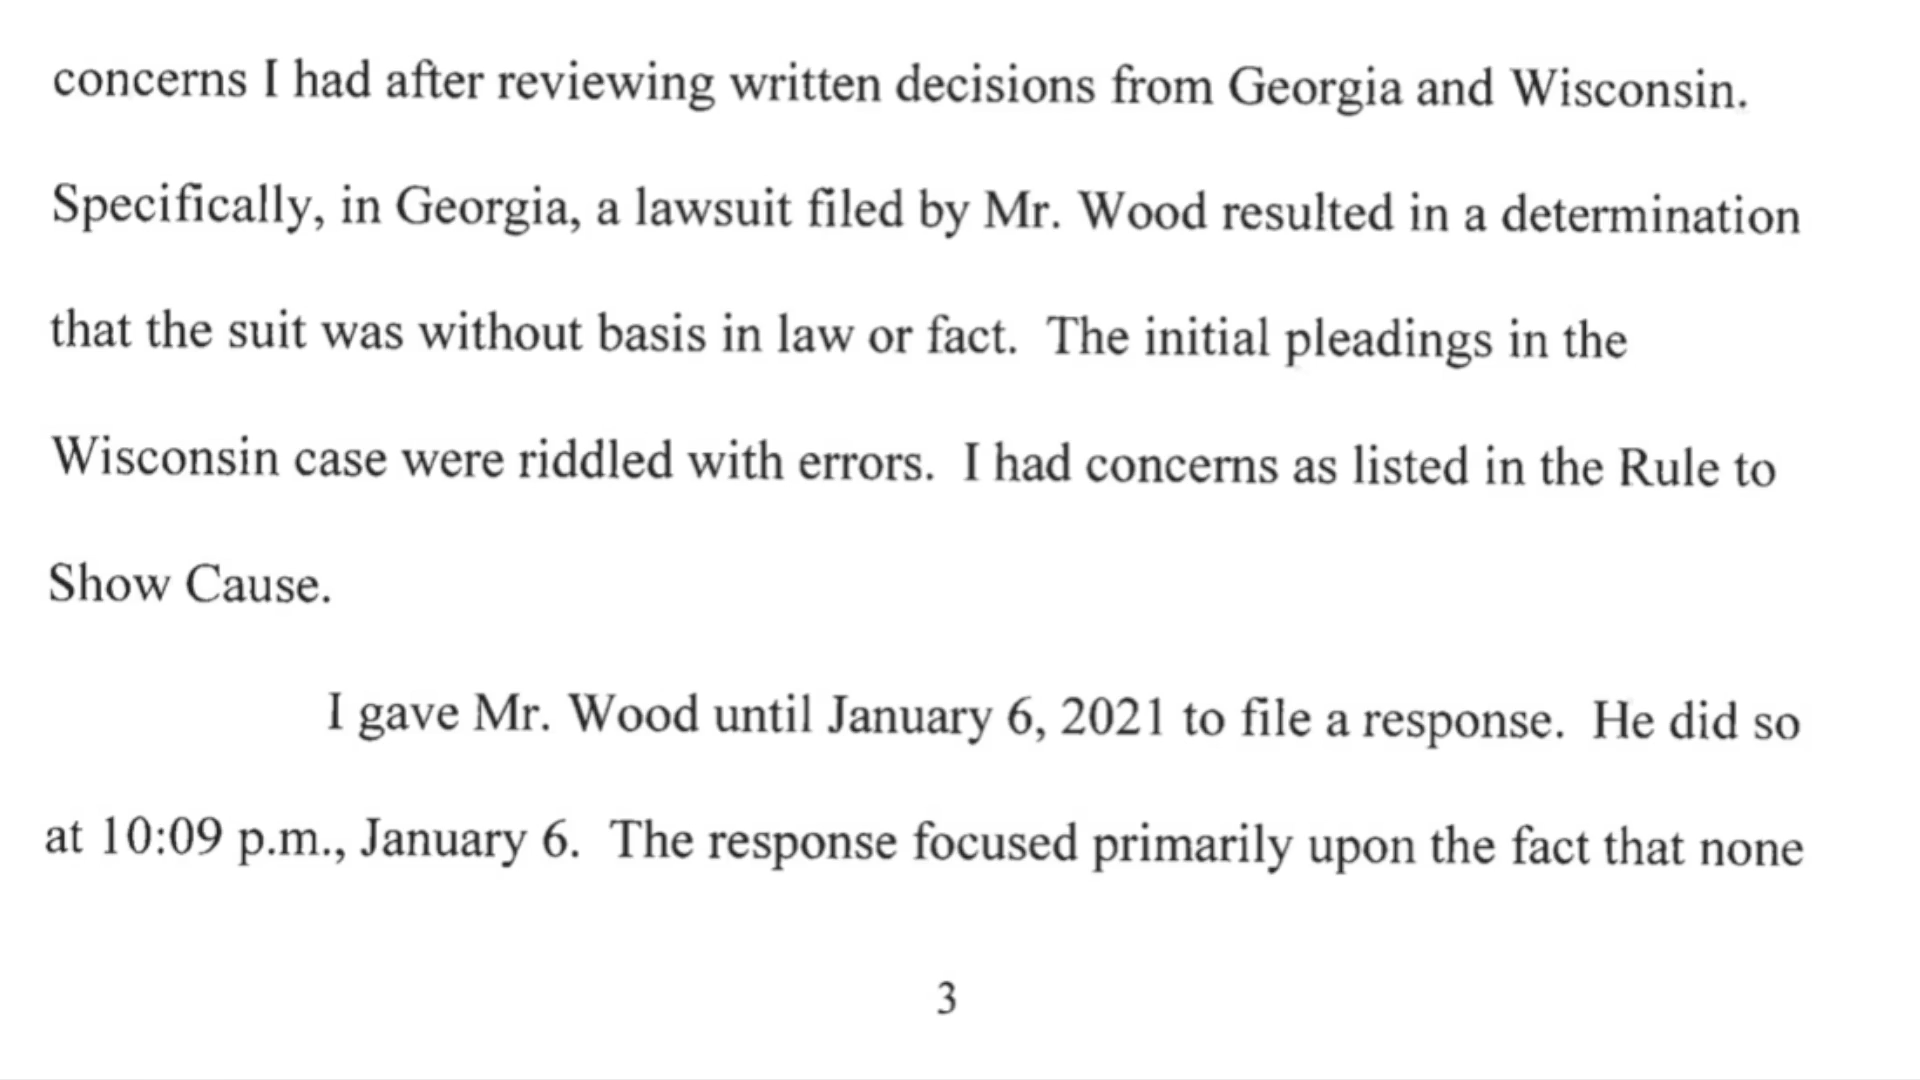 concerns I had after reviewing written decisions from Georgia and Wisconsin.
Specifically, in Georgia, a lawsuit filed by Mr. Wood resulted in a determination
that the suit was without basis in law or fact.  The initial pleadings in the
Wisconsin case were riddled with errors.  I had concerns as listed in the Rule to
Show Cause.
I gave Mr. Wood until January 6, 2021 to file a response.  He did so
at 10:09 p.m., January 6.  The response focused primarily upon the fact that none
3